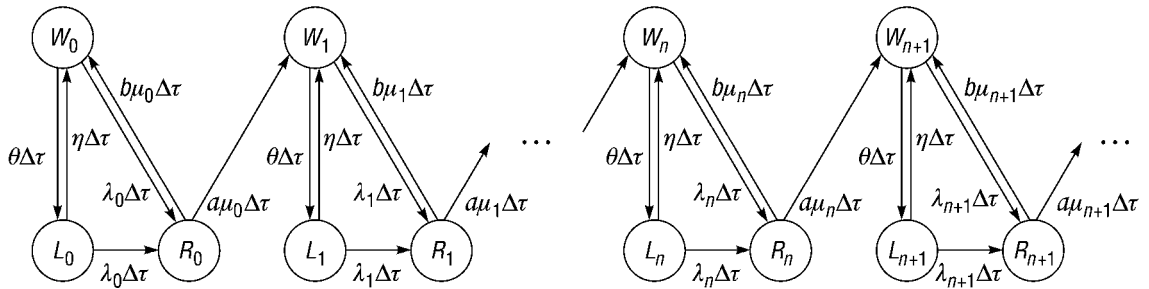 W₀ W₁ Wₙ Wₙ₊₁
bμ₀Δτ bμ₁Δτ bμₙΔτ bμₙ₊₁Δτ
θΔτ ηΔτ θΔτ ηΔτ ... θΔτ ηΔτ θΔτ ηΔτ ...
λ₀Δτ aμ₀Δτ λ₁Δτ aμ₁Δτ λₙΔτ aμₙΔτ λₙ₊₁Δτ aμₙ₊₁Δτ
L₀ R₀ L₁ R₁ Lₙ Rₙ Lₙ₊₁ Rₙ₊₁
λ₀Δτ λ₁Δτ λₙΔτ λₙ₊₁Δτ